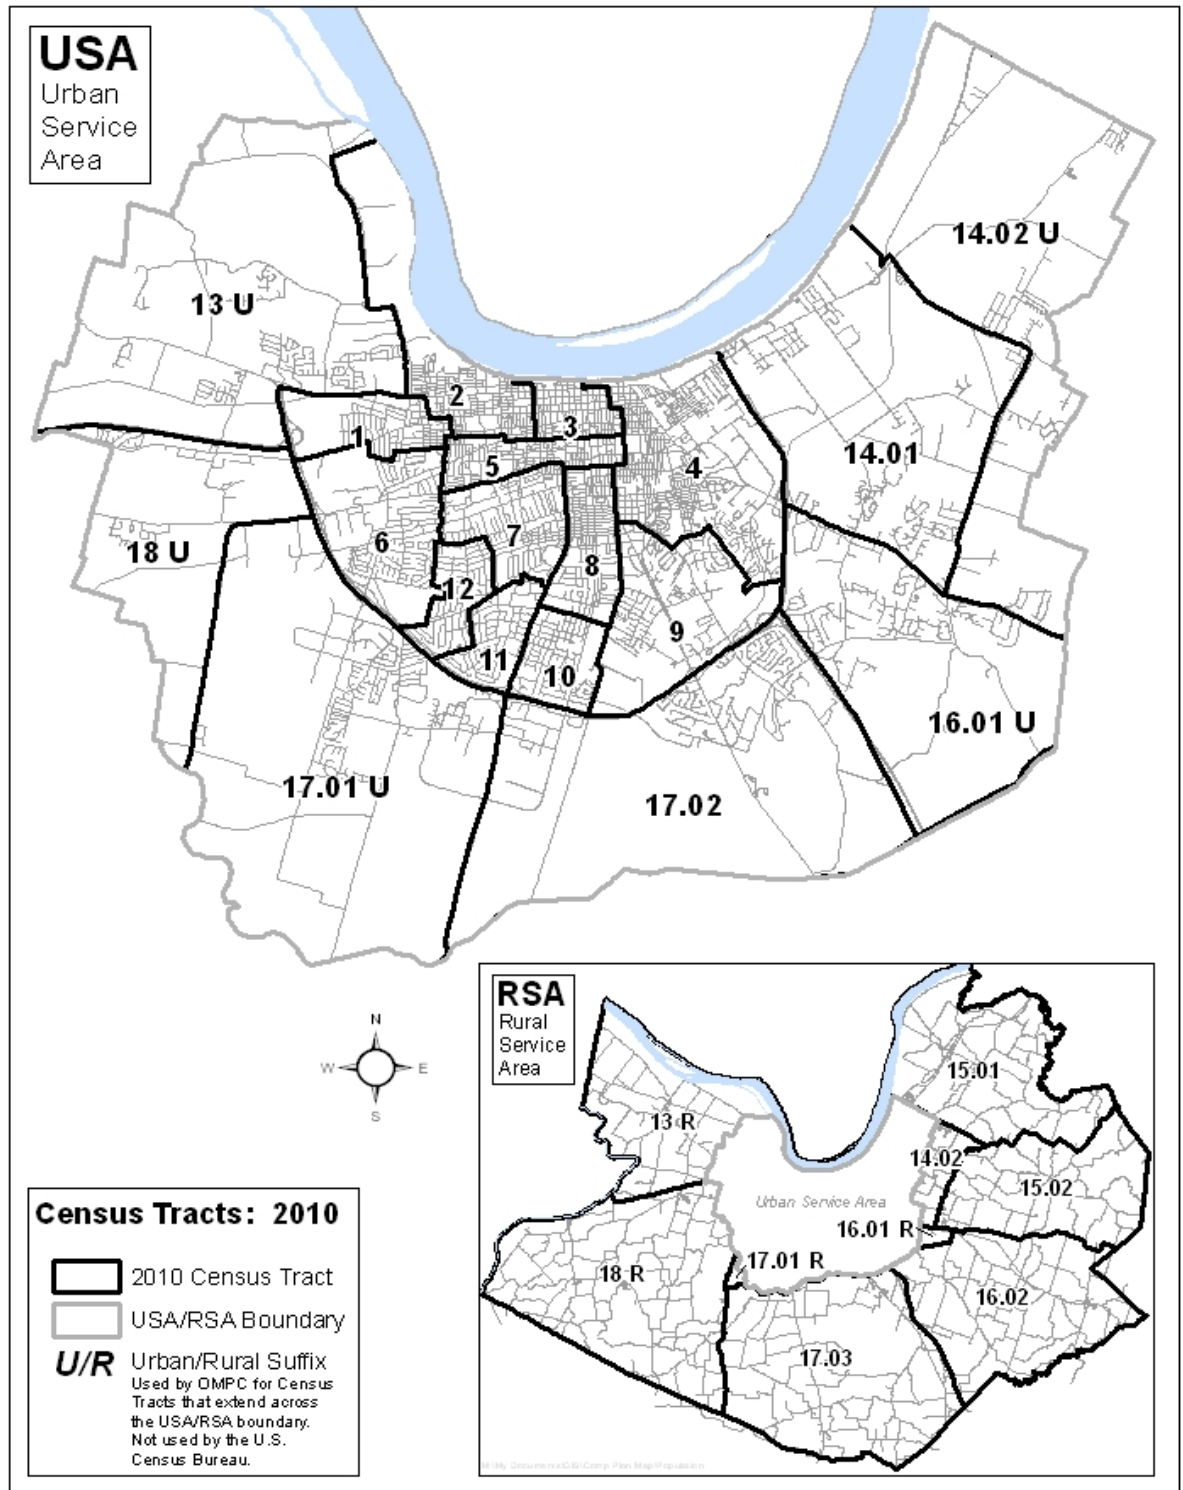 USA
Urban
Service
Area
14.02 U
13 U
2
3
1
14.01
5
4
6
7
18 U
8
12
9
11
10
16.01 U
17.01 U
17.02
N
W
E
S
RSA
Rural
Service
Area
15.01
13 R
14.02
15.02
Urban Service Area
16.01 R
17.01 R
18 R
16.02
17.03
Census Tracts: 2010
2010 Census Tract
USA/RSA Boundary
U/R Urban/Rural Suffix
Used by OMPC for Census
Tracts that extend across
the USA/RSA boundary.
Not used by the U.S.
Census Bureau.